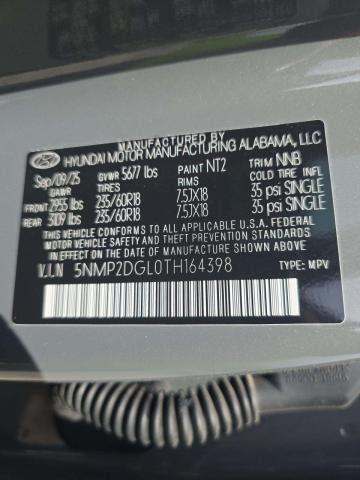 MANUFACTURED BY
HYUNDAI MOTOR MANUFACTURING ALABAMA, LLC
Sep/09/25 GVWR 5677 lbs PAINT NT2 TRIM NNB
GAWR TIRES RIMS COLD TIRE INFL
FRONT 2955 lbs 235/60R18 7.5JX18 35 psi SINGLE
REAR 3109 lbs 235/60R18 7.5JX18 35 psi SINGLE
THIS VEHICLE CONFORMS TO ALL APPLICABLE U.S.A. FEDERAL
MOTOR VEHICLE SAFETY STANDARDS IN EFFECT ON
THE DATE OF MANUFACTURE SHOWN ABOVE.
V.I.N 5NMP2DGL0TH164398 TYPE: MPV